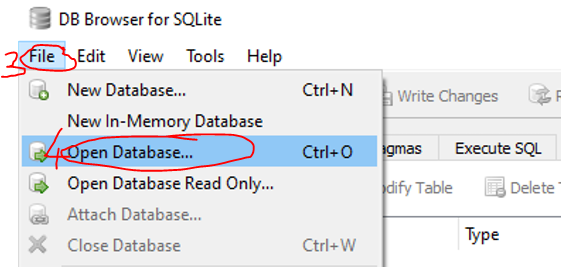 DB Browser for SQLite
3 File Edit View Tools Help
New Database... Ctrl+N
Write Changes
New In-Memory Database
4 Open Database... Ctrl+O
agmas Execute SQL
Open Database Read Only...
odify Table Delete T
Attach Database...
Close Database Ctrl+W
Type